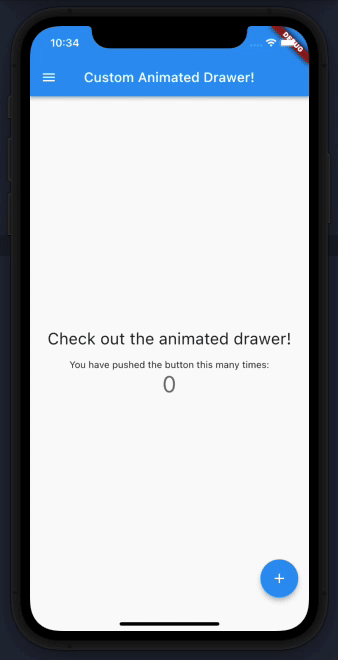 10:34
DEBUG
Custom Animated Drawer!
Check out the animated drawer!
You have pushed the button this many times:
0
+